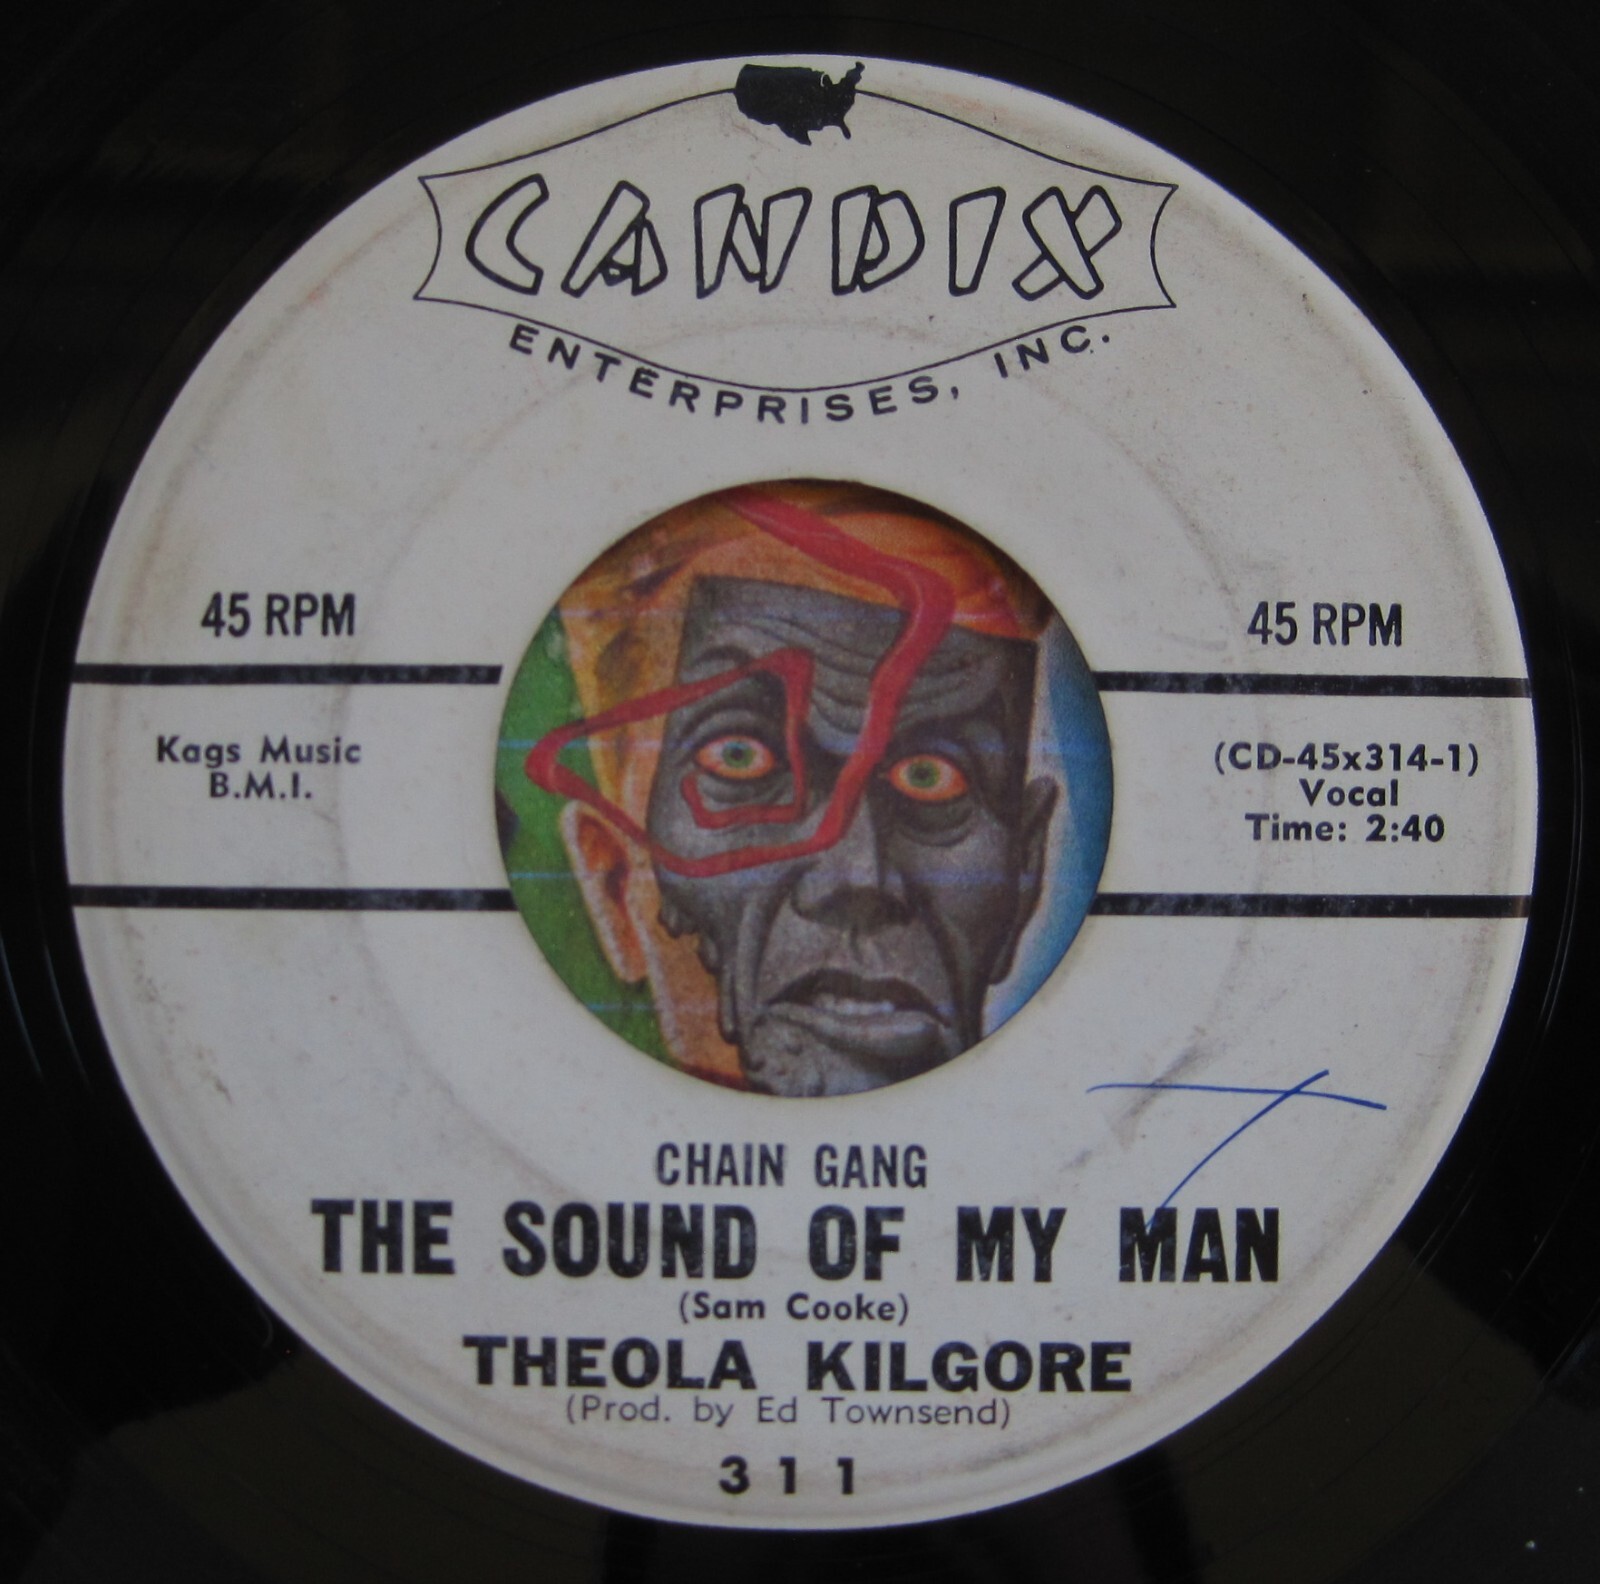 CANDIX
ENTERPRISES, INC.
45 RPM
45 RPM
Kags Music
B.M.I.
(CD-45x314-1)
Vocal
Time: 2:40
CHAIN GANG
THE SOUND OF MY MAN
(Sam Cooke)
THEOLA KILGORE
(Prod. by Ed Townsend)
311